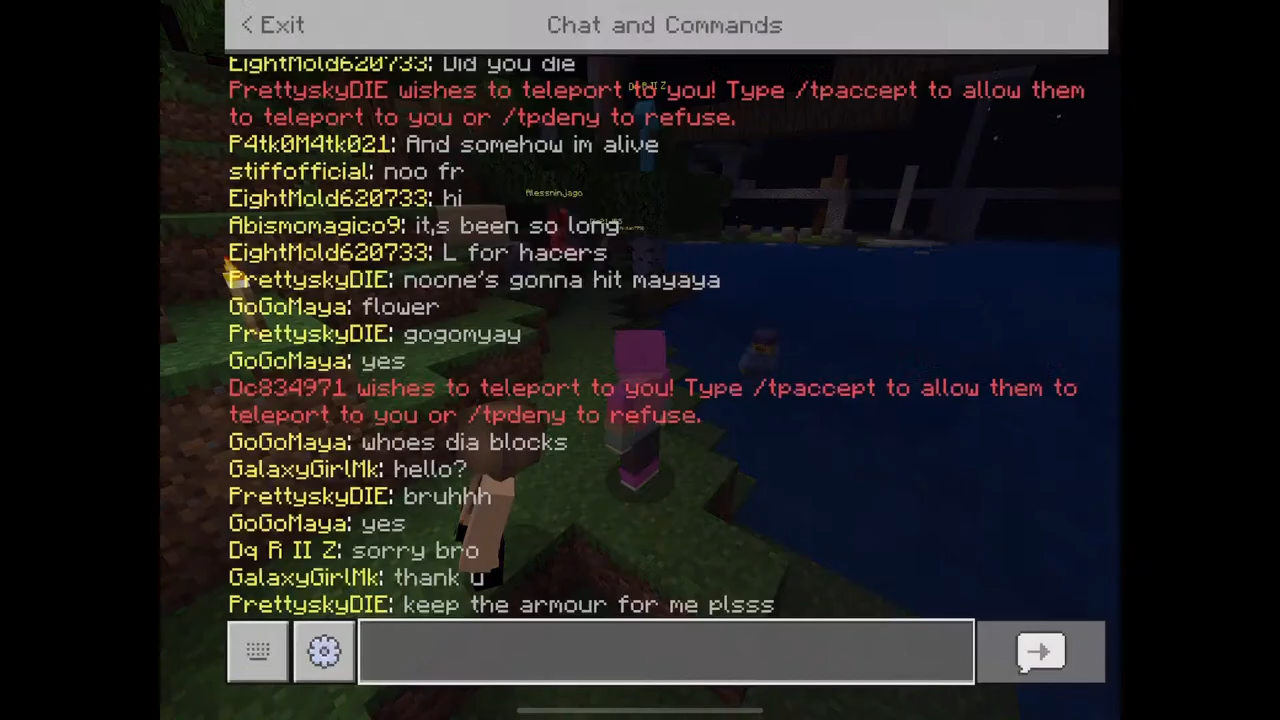 < Exit
Chat and Commands
EightMold620733: Did you die
PrettyskyDIE wishes to teleport to you! Type /tpaccept to allow them
to teleport to you or /tpdeny to refuse.
P4tk0M4tk021: And somehow im alive
stiffofficial: noo fr
EightMold620733: hi
filessninjago
Abismomagico9: it,s been so long
EightMold620733: L for hacers
PrettyskyDIE: noone's gonna hit mayaya
GoGoMaya: flower
PrettyskyDIE: gogomyay
GoGoMaya: yes
Dc834971 wishes to teleport to you! Type /tpaccept to allow them to
teleport to you or /tpdeny to refuse.
GoGoMaya: whoes dia blocks
GalaxyGirlMk: hello?
PrettyskyDIE: bruhhh
GoGoMaya: yes
Dq R II Z: sorry bro
GalaxyGirlMk: thank u
PrettyskyDIE: keep the armour for me plsss